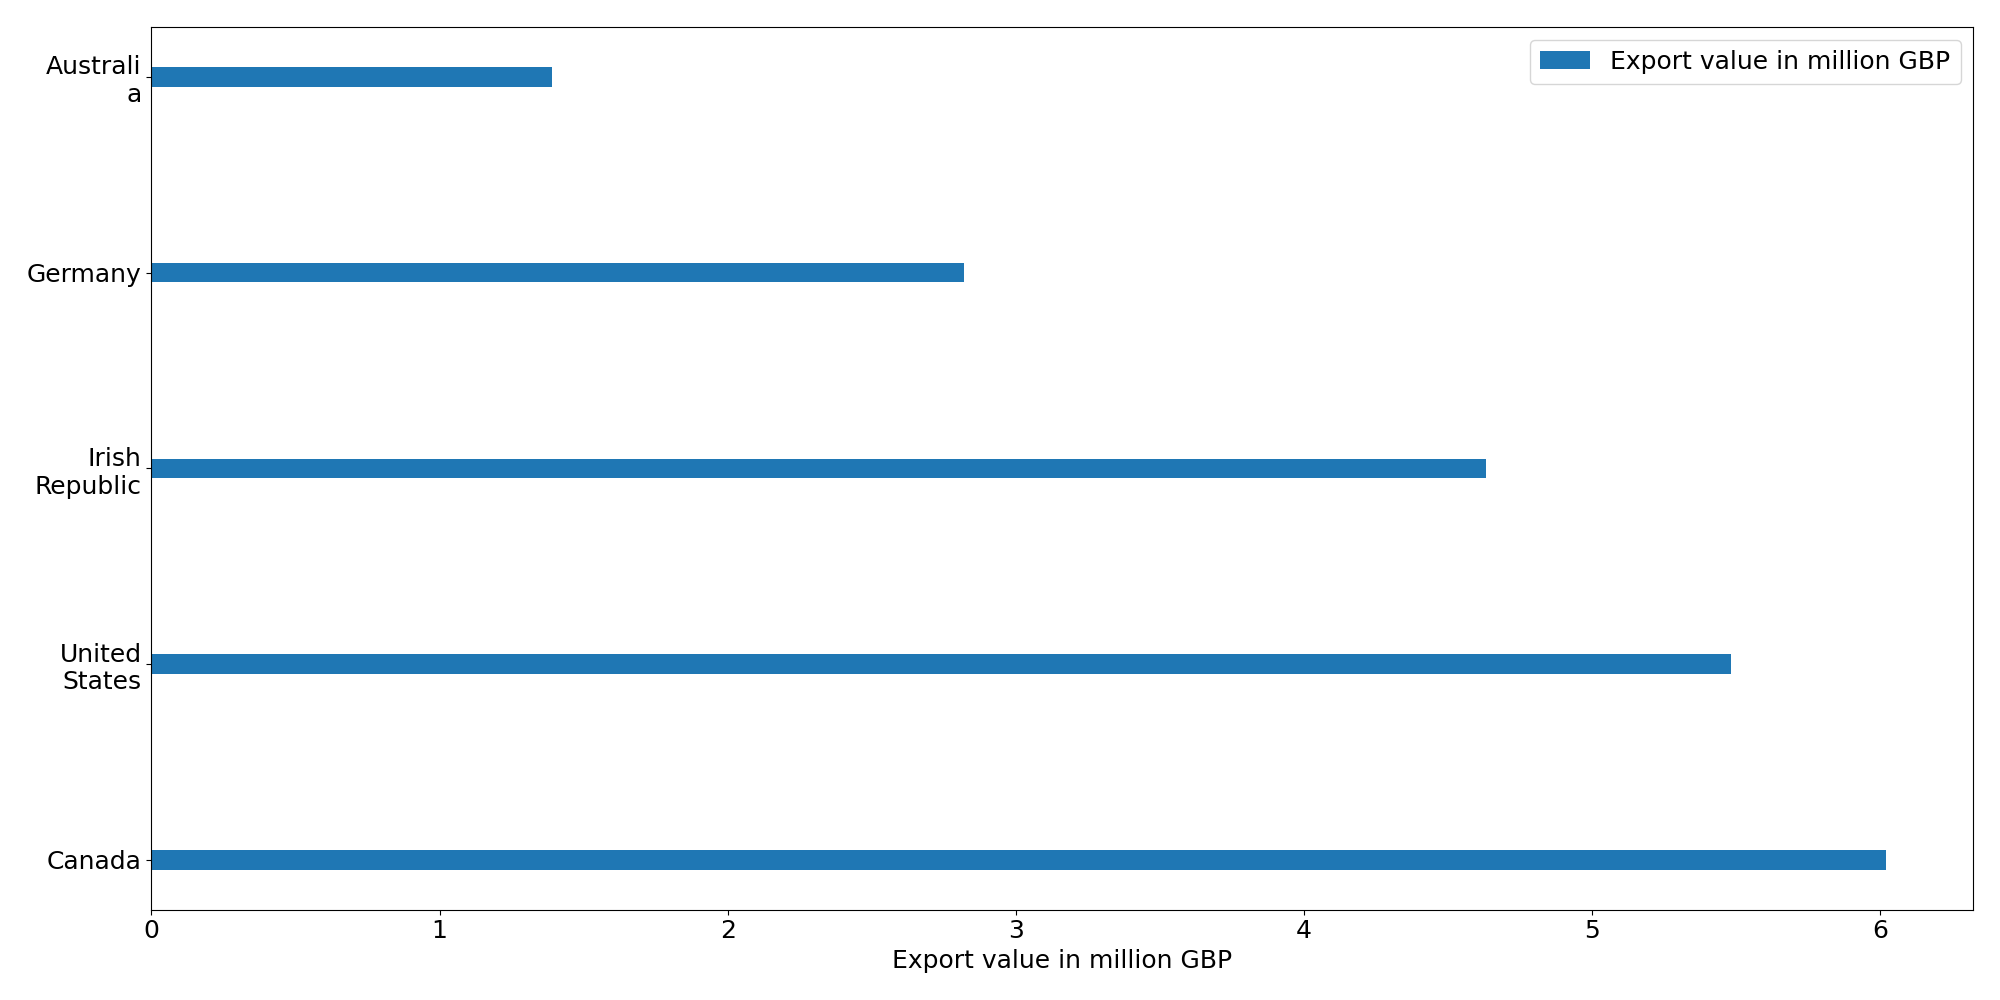 Australi
a
Export value in million GBP
Germany
Irish
Republic
United
States
Canada
0 1 2 3 4 5 6
Export value in million GBP